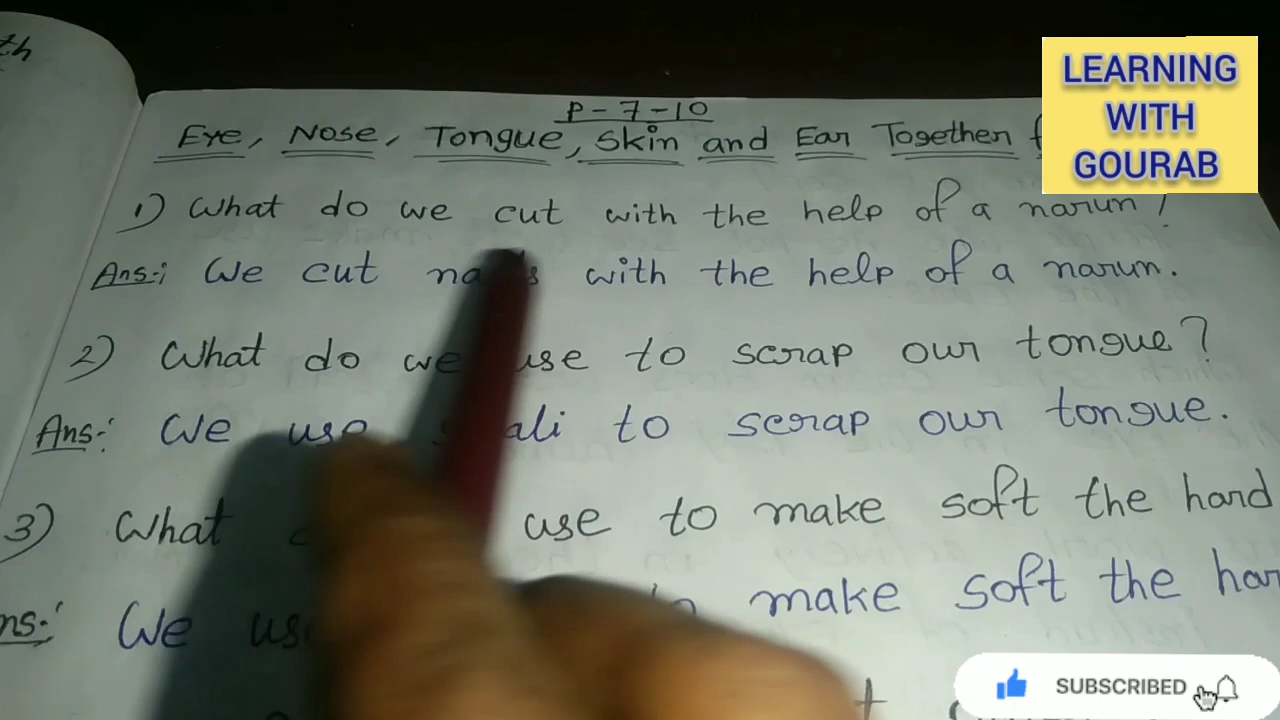 th
P-7-10
Eye, Nose, Tongue, Skin and Ear Together
LEARNING
WITH
GOURAB
1) What do we cut with the help of a narun?
Ans:- We cut with the help of a narun.
2) What do we use to scrap our tongue?
Ans:- We use to scrap our tongue.
3) What use to make soft the hard
Ans:- We make soft the
SUBSCRIBED